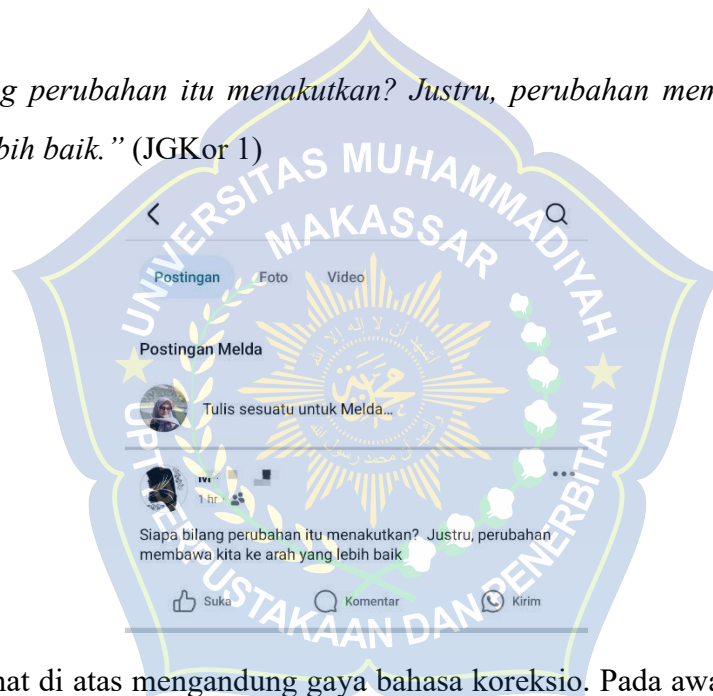 g perubahan itu menakutkan? Justru, perubahan mem
bih baik.” (JGKor 1)
UNIVERSITAS MUHAMMADIYAH
MAKASSAR
Postingan Foto Video
Postingan Melda
Tulis sesuatu untuk Melda...
1 hr
Siapa bilang perubahan itu menakutkan? Justru, perubahan
membawa kita ke arah yang lebih baik
Suka Komentar Kirim
UPT PERPUSTAKAAN DAN PENERBITAN
nat di atas mengandung gaya bahasa koreksio. Pada awa